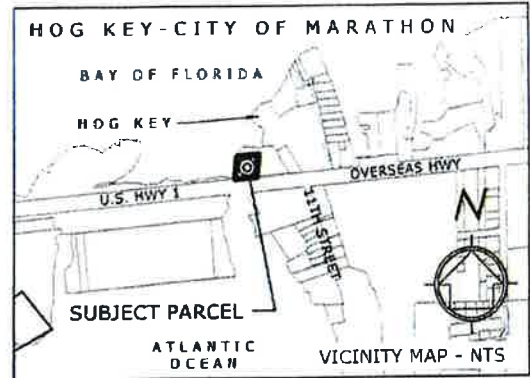 HOG KEY-CITY OF MARATHON
BAY OF FLORIDA
HOG KEY
U.S. HWY 1
OVERSEAS HWY
11TH STREET
N
SUBJECT PARCEL
ATLANTIC
OCEAN
VICINITY MAP - NTS